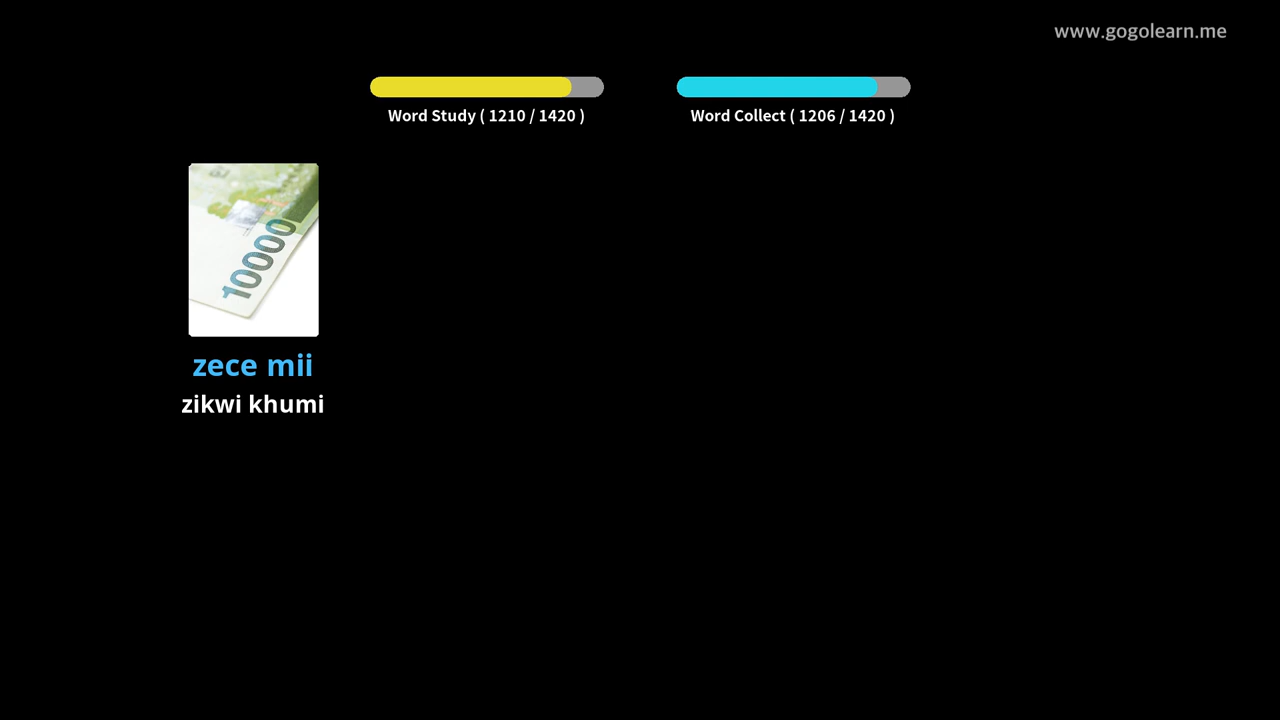 www.gogolearn.me
Word Study ( 1210 / 1420 )
Word Collect ( 1206 / 1420 )
10000
zece mii
zikwi khumi